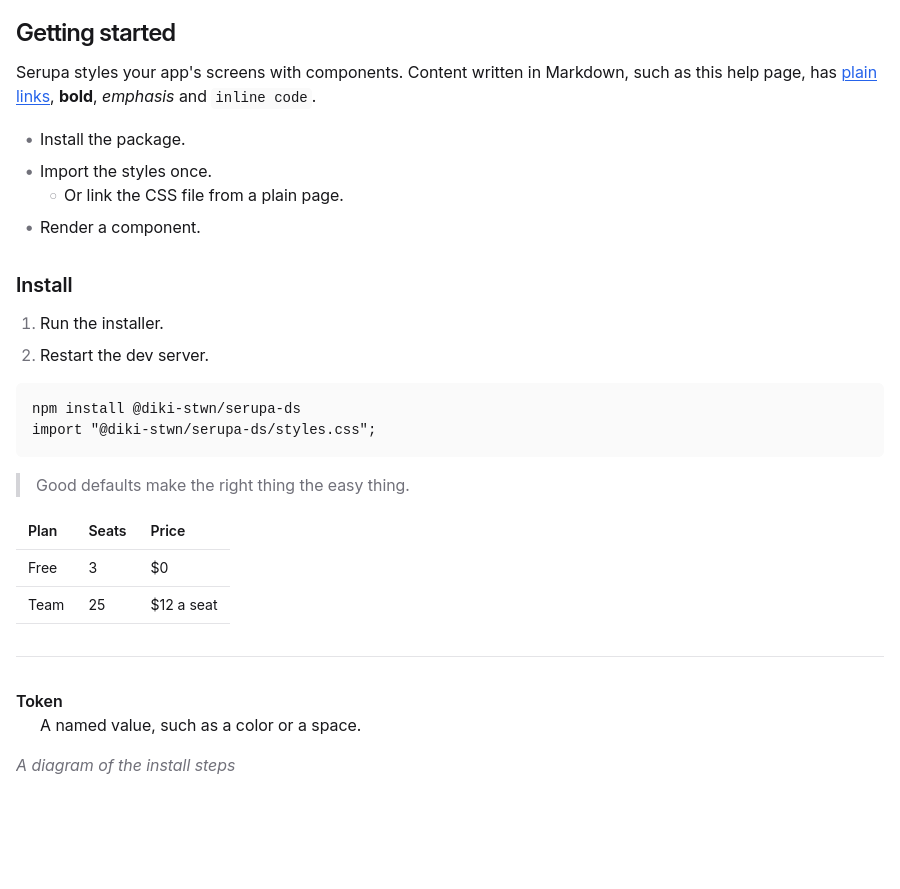 Getting started
Serupa styles your app's screens with components. Content written in Markdown, such as this help page, has plain
links, bold, emphasis and inline code.
• Install the package.
• Import the styles once.
○ Or link the CSS file from a plain page.
• Render a component.
Install
1. Run the installer.
2. Restart the dev server.
npm install @diki-stwn/serupa-ds
import "@diki-stwn/serupa-ds/styles.css";
Good defaults make the right thing the easy thing.
Plan Seats Price
Free 3 $0
Team 25 $12 a seat
Token
A named value, such as a color or a space.
A diagram of the install steps